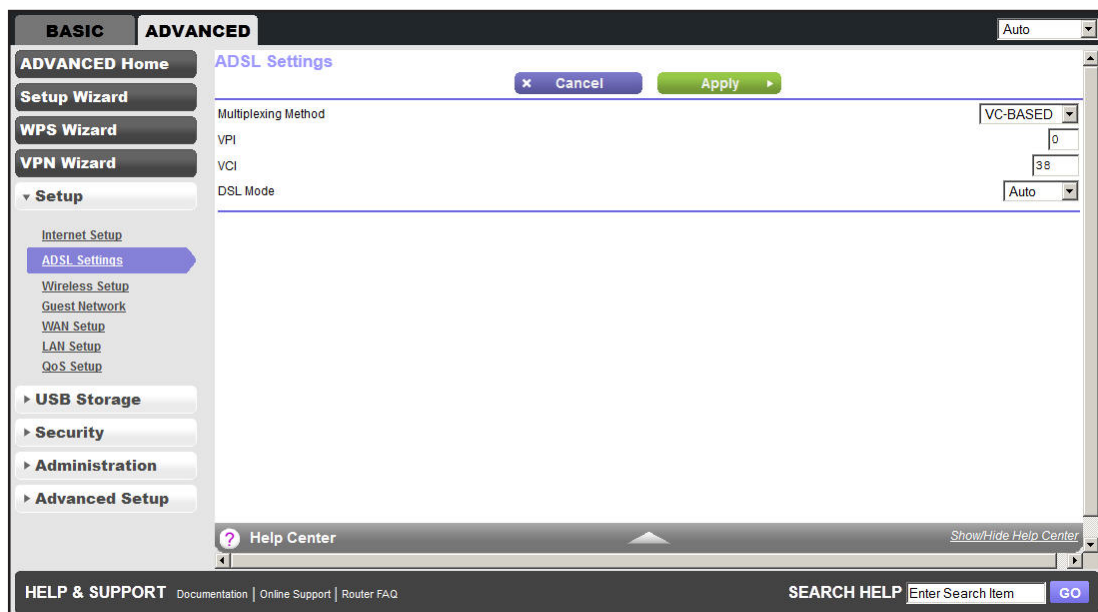 BASIC ADVANCED Auto
ADVANCED Home
Setup Wizard
WPS Wizard
VPN Wizard
Setup
Internet Setup
ADSL Settings
Wireless Setup
Guest Network
WAN Setup
LAN Setup
QoS Setup
USB Storage
Security
Administration
Advanced Setup
ADSL Settings
Cancel Apply
Multiplexing Method VC-BASED
VPI 0
VCI 38
DSL Mode Auto
? Help Center Show/Hide Help Center
HELP & SUPPORT Documentation | Online Support | Router FAQ SEARCH HELP Enter Search Item GO